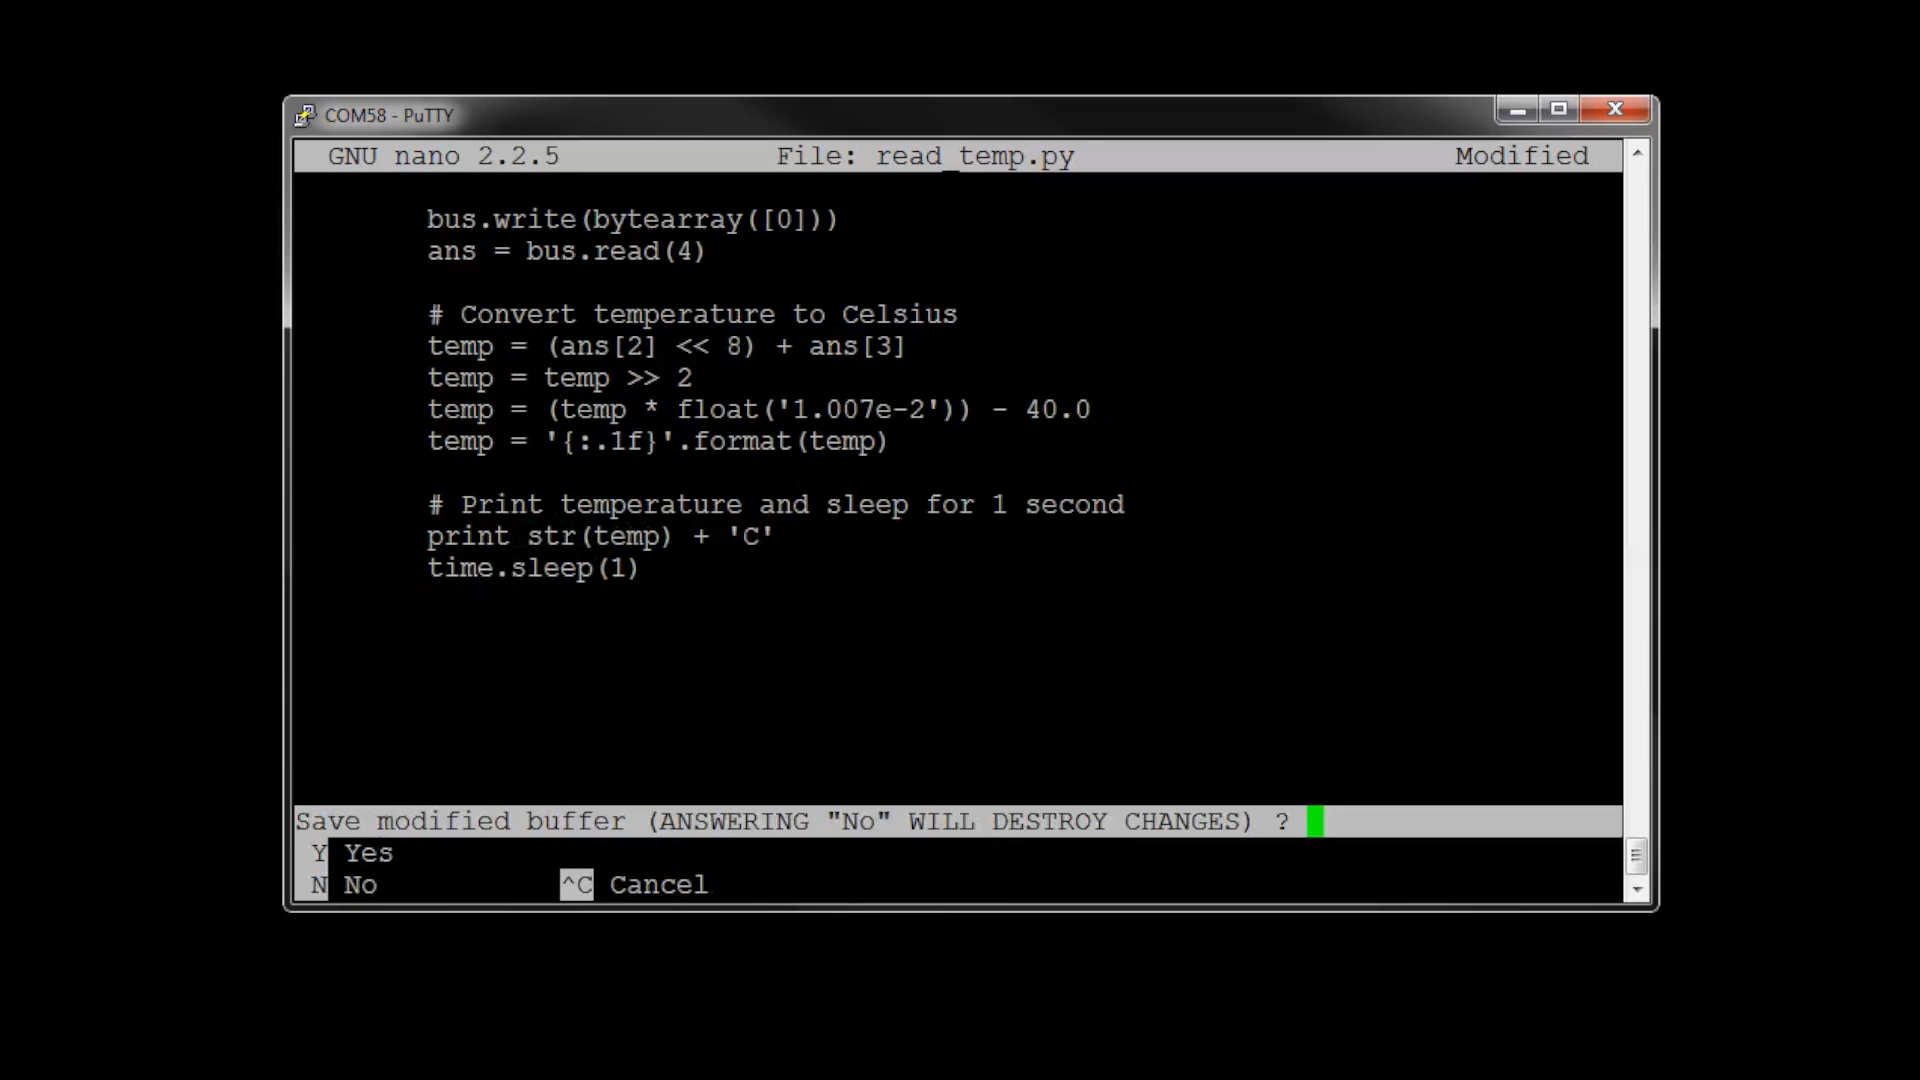 COM58 - PuTTY
GNU nano 2.2.5 File: read_temp.py Modified
bus.write(bytearray([0]))
ans = bus.read(4)
# Convert temperature to Celsius
temp = (ans[2] << 8) + ans[3]
temp = temp >> 2
temp = (temp * float('1.007e-2')) - 40.0
temp = '{:.1f}'.format(temp)
# Print temperature and sleep for 1 second
print str(temp) + 'C'
time.sleep(1)
Save modified buffer (ANSWERING "No" WILL DESTROY CHANGES) ?
Y Yes
N No ^C Cancel